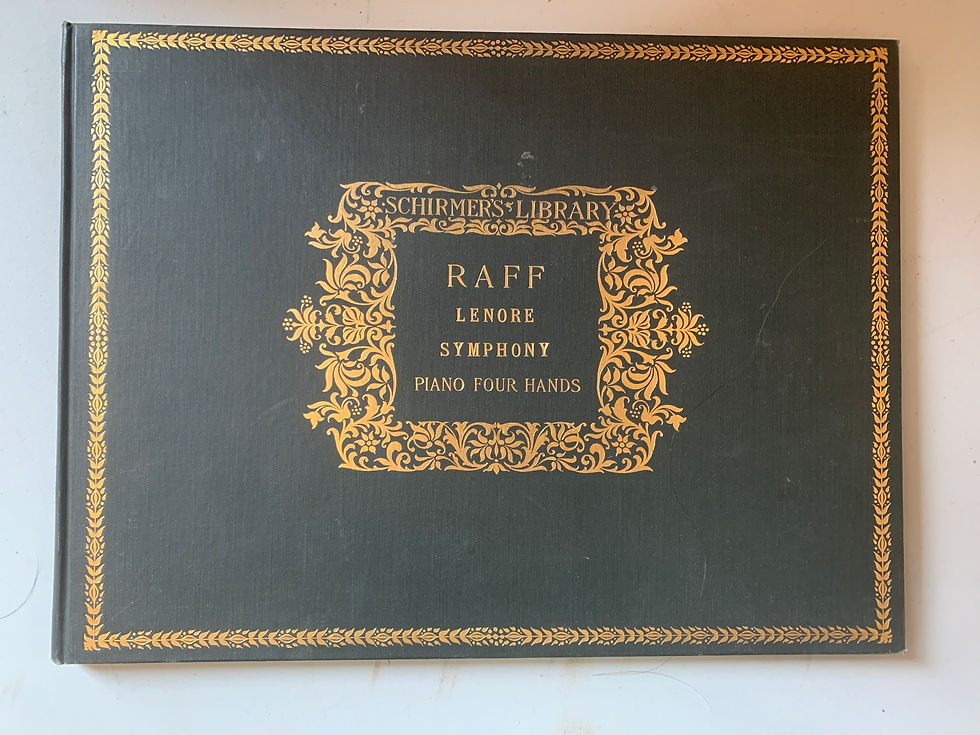 SCHIRMER'S LIBRARY
RAFF
LENORE
SYMPHONY
PIANO FOUR HANDS